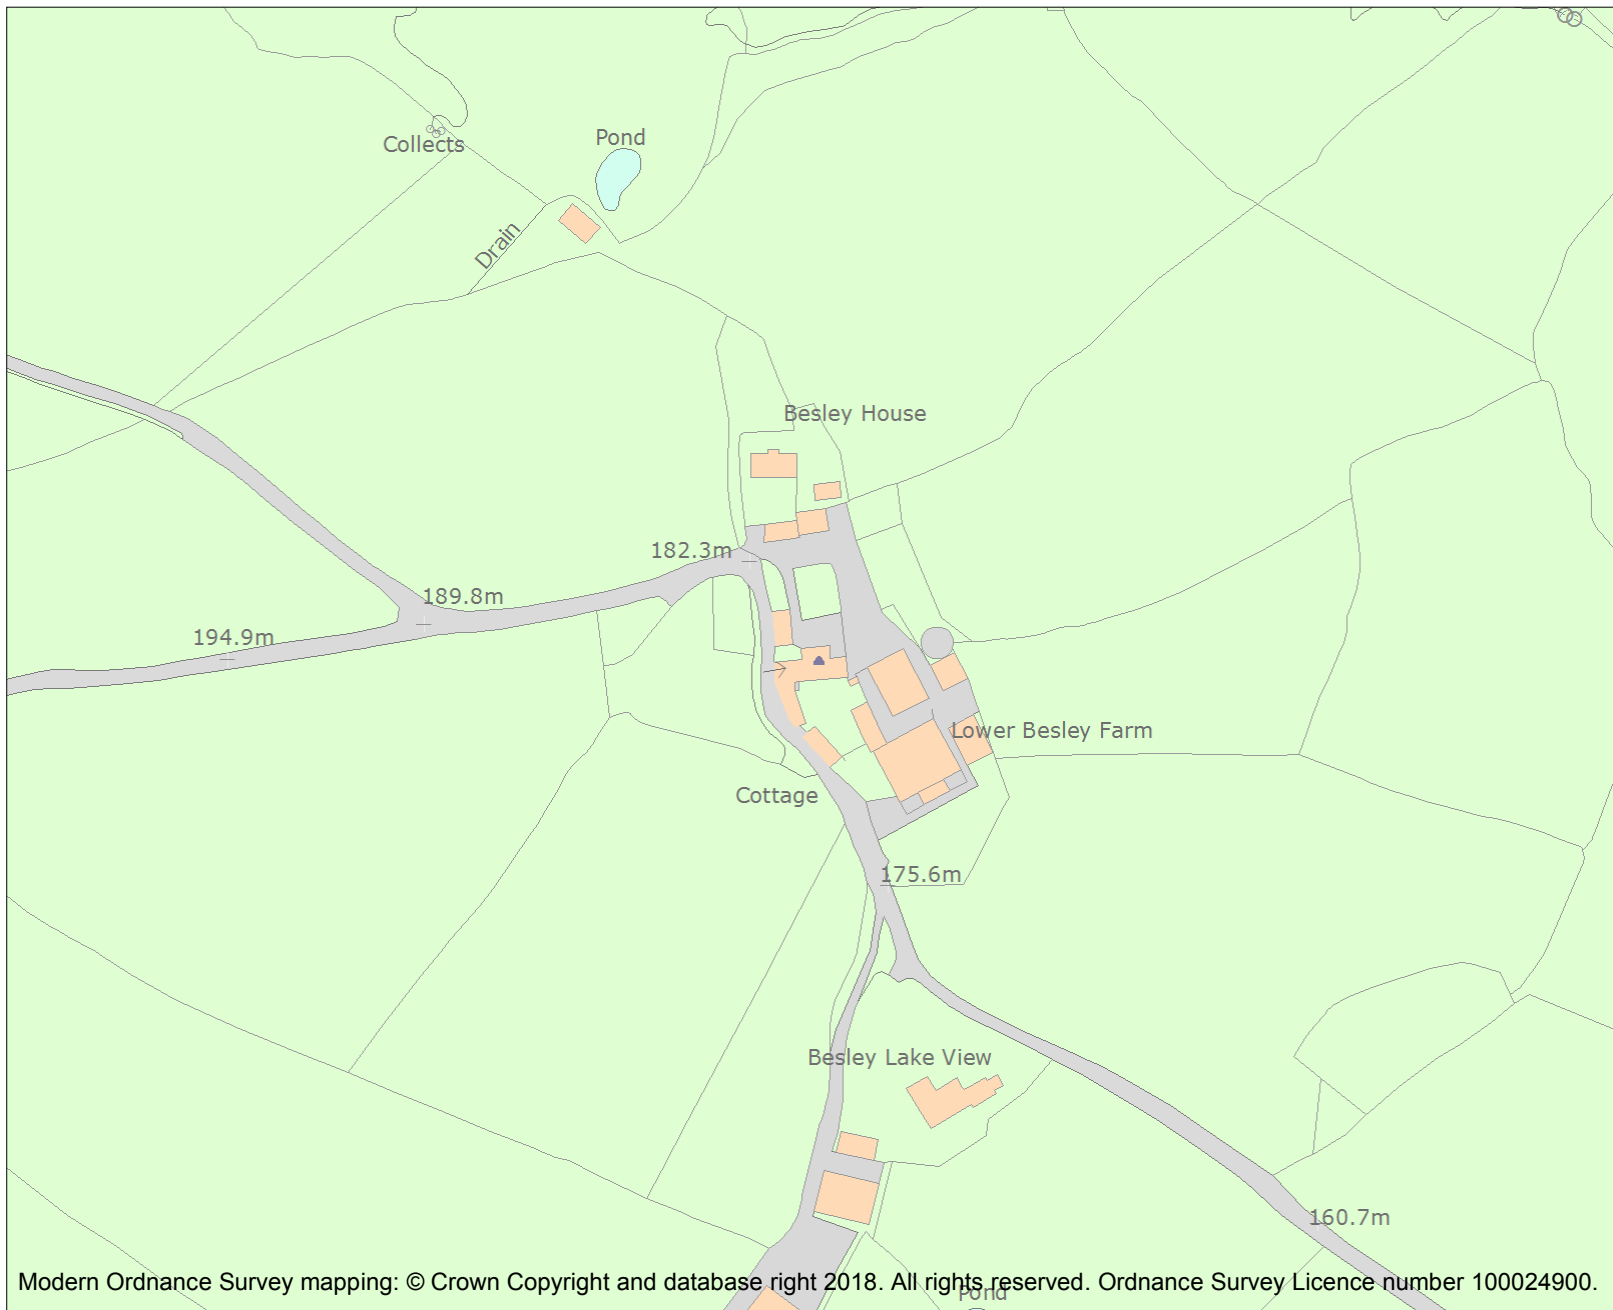 Pond
Collects
Drain
Besley House
182.3m
189.8m
194.9m
Lower Besley Farm
Cottage
175.6m
Besley Lake View
160.7m
Modern Ordnance Survey mapping: © Crown Copyright and database right 2018. All rights reserved. Ordnance Survey Licence number 100024900.
Pond